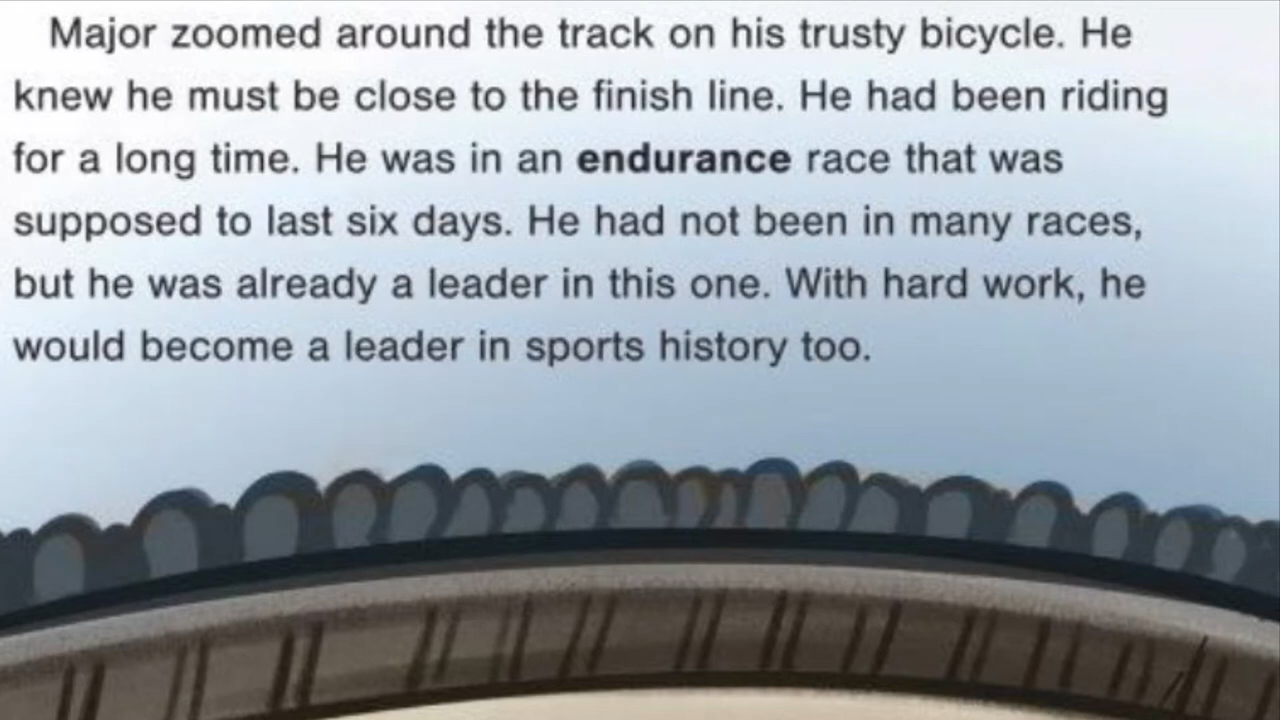 Major zoomed around the track on his trusty bicycle. He
knew he must be close to the finish line. He had been riding
for a long time. He was in an endurance race that was
supposed to last six days. He had not been in many races,
but he was already a leader in this one. With hard work, he
would become a leader in sports history too.